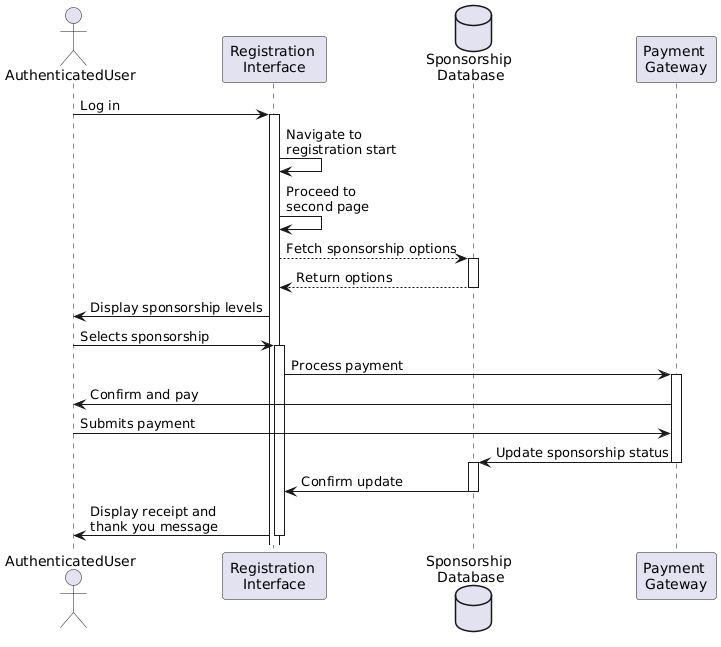 AuthenticatedUser
Registration
Interface
Sponsorship
Database
Payment
Gateway
Log in
Navigate to
registration start
Proceed to
second page
Fetch sponsorship options
Return options
Display sponsorship levels
Selects sponsorship
Process payment
Confirm and pay
Submits payment
Update sponsorship status
Confirm update
Display receipt and
thank you message
AuthenticatedUser
Registration
Interface
Sponsorship
Database
Payment
Gateway